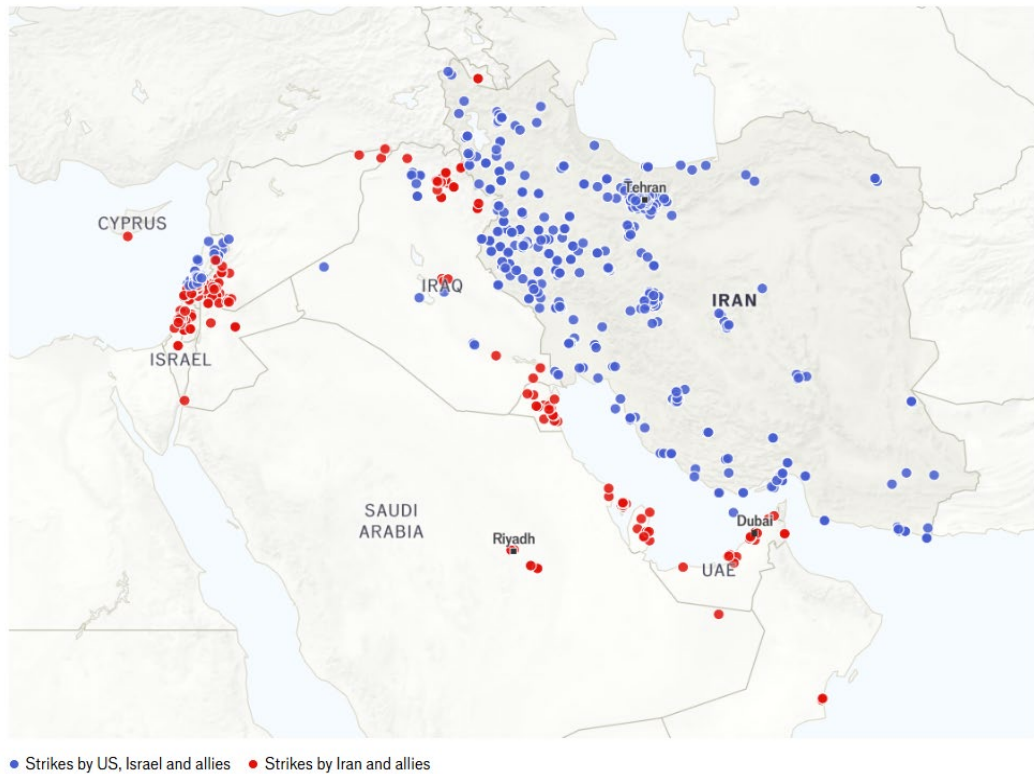 Tehran
CYPRUS
IRAQ
IRAN
ISRAEL
SAUDI
ARABIA
Riyadh
Dubai
UAE
Strikes by US, Israel and allies
Strikes by Iran and allies